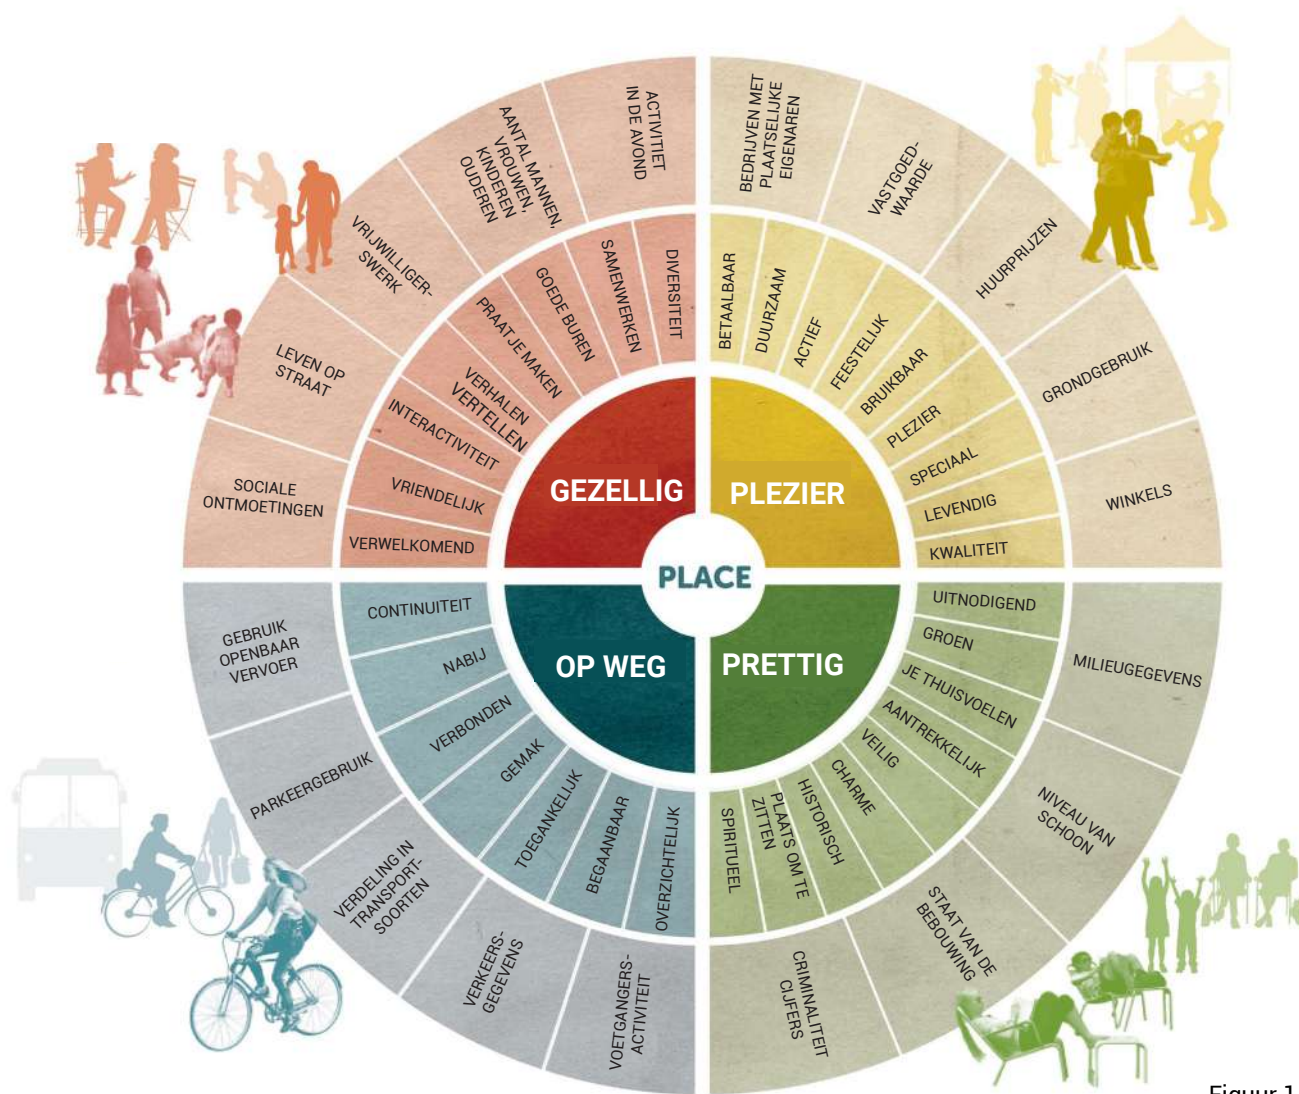 ACTIVITIET
IN DE AVOND
AANTAL MANNEN,
VROUWEN,
KINDEREN
OUDEREN
VRIJWILLIGER-
SWERK
LEVEN OP
STRAAT
SOCIALE
ONTMOETINGEN
DIVERSITEIT
SAMENWERKEN
GOEDE BUREN
PRAAT JE MAKEN
VERHALEN
VERTELLEN
INTERACTIVITEIT
VRIENDELIJK
VERWELKOMEND
GEZELLIG
BEDRIJVEN MET
PLAATSELIJKE
EIGENAREN
VASTGOED-
WAARDE
HUURPRIJZEN
GRONDGEBRUIK
WINKELS
BETAALBAAR
DUURZAAM
ACTIEF
FEESTELIJK
BRUIKBAAR
PLEZIER
SPECIAAL
LEVENDIG
KWALITEIT
PLEZIER
PLACE
OP WEG
CONTINUITEIT
NABIJ
VERBONDEN
GEMAK
TOEGANKELIJK
BEGAANBAAR
OVERZICHTELIJK
GEBRUIK
OPENBAAR
VERVOER
PARKEERGEBRUIK
VERDELING IN
TRANSPORT-
SOORTEN
VERKEERS-
GEGEVENS
VOETGANGERS-
ACTIVITEIT
PRETTIG
UITNODIGEND
GROEN
JE THUISVOELEN
AANTREKKELIJK
VEILIG
CHARME
HISTORISCH
PLAATS OM TE
ZITTEN
SPIRITUEEL
MILIEUGEGEVENS
NIVEAU VAN
SCHOON
STAAT VAN DE
BEBOUWING
CRIMINALITEIT
CIJFERS
Figuur 1